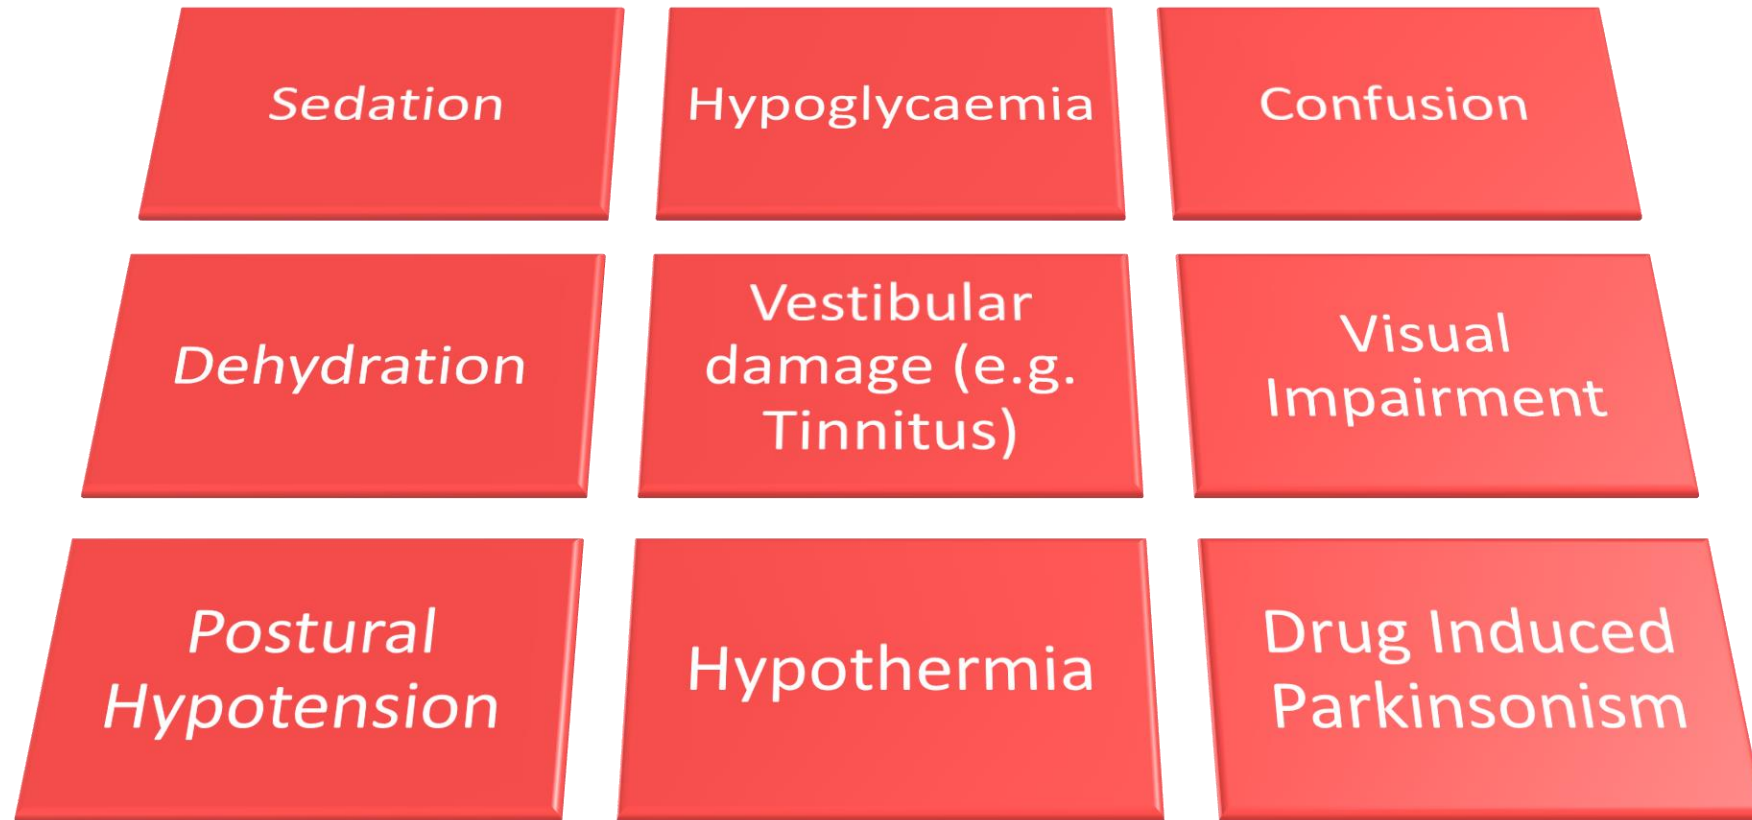 Sedation
Hypoglycaemia
Confusion
Dehydration
Vestibular
damage (e.g.
Tinnitus)
Visual
Impairment
Postural
Hypotension
Hypothermia
Drug Induced
Parkinsonism